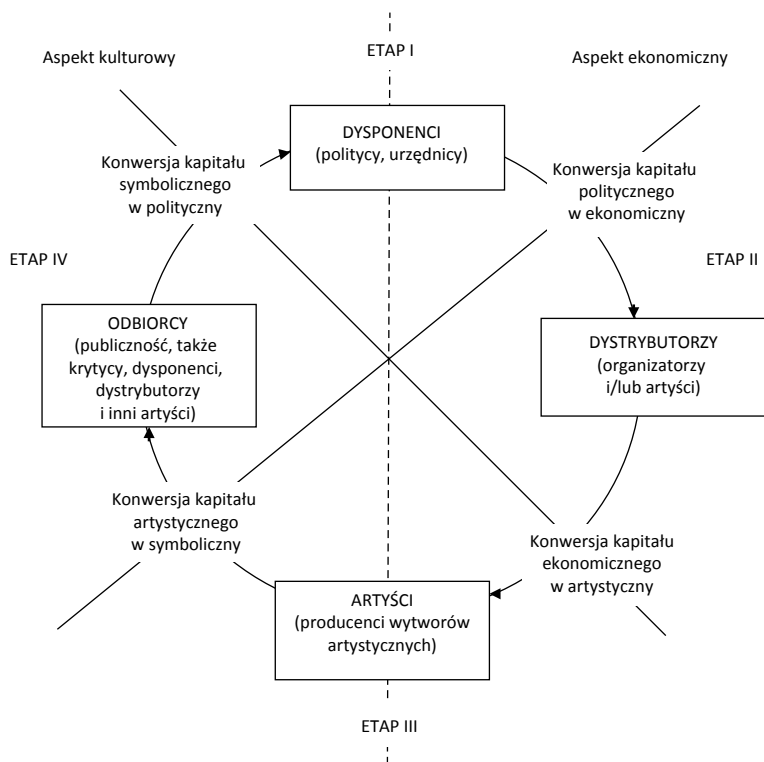 Aspekt kulturowy
ETAP I
Aspekt ekonomiczny
DYSPONENCI
(politycy, urzędnicy)
Konwersja kapitału
symbolicznego
w polityczny
Konwersja kapitału
politycznego
w ekonomiczny
ETAP IV
ETAP II
ODBIORCY
(publiczność, także
krytycy, dysponenci,
dystrybutorzy
i inni artyści)
DYSTRYBUTORZY
(organizatorzy
i/lub artyści)
Konwersja kapitału
artystycznego
w symboliczny
Konwersja kapitału
ekonomicznego
w artystyczny
ARTYŚCI
(producenci wytworów
artystycznych)
ETAP III